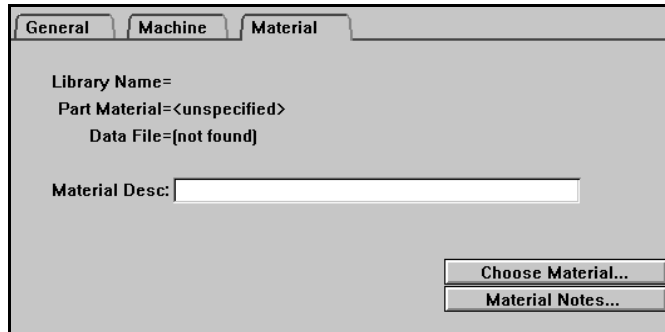 General Machine Material
Library Name=
Part Material=<unspecified>
Data File=(not found)
Material Desc:
Choose Material...
Material Notes...